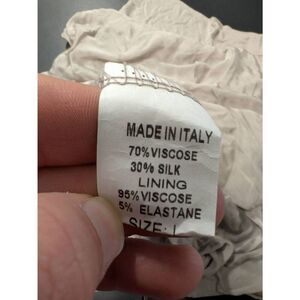 MADE IN ITALY
70% VISCOSE
30% SILK
LINING
95% VISCOSE
5% ELASTANE
SIZE: L